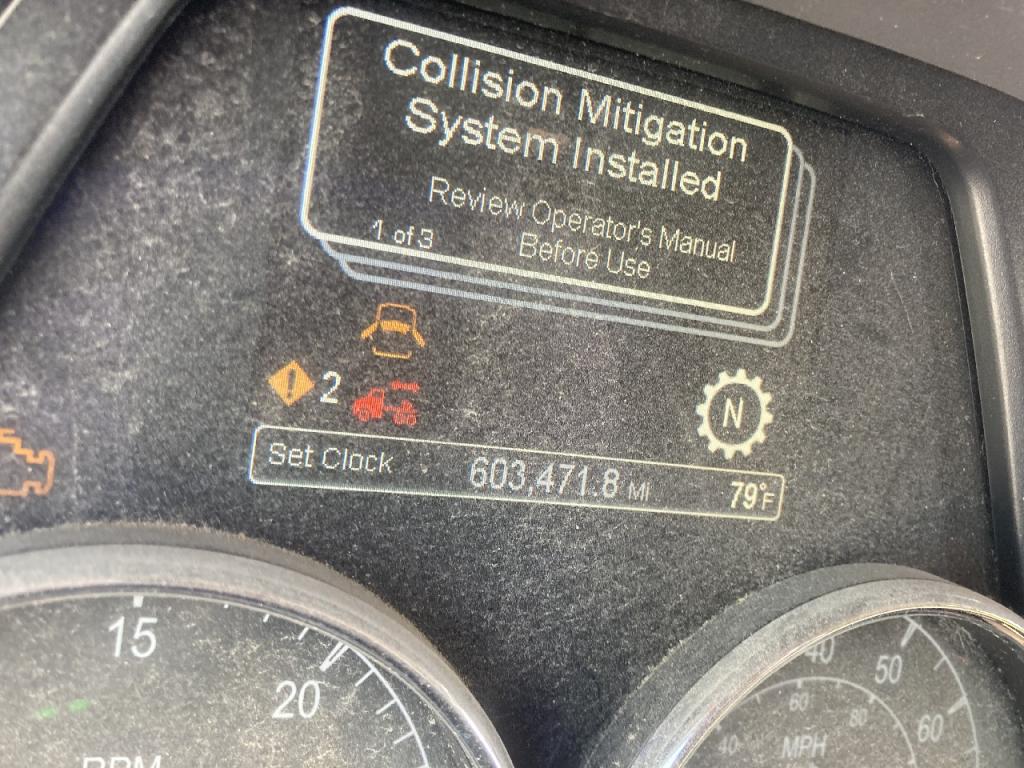 Collision Mitigation
System Installed
Review Operator's Manual
Before Use
1 of 3
2
N
Set Clock 603,471.8 MI 79°F
15
20
RPM
40
50
60
40
60
80
MPH